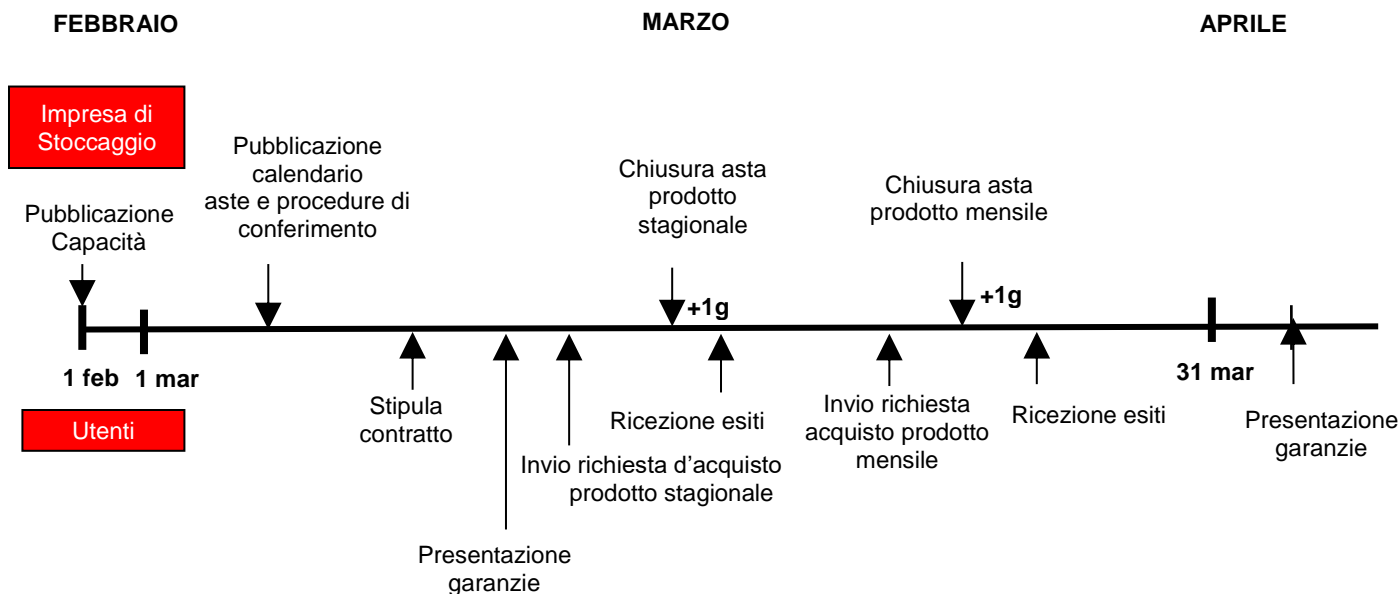 FEBBRAIO
MARZO
APRILE
Impresa di
Stoccaggio
Pubblicazione
Capacità
Pubblicazione
calendario
aste e procedure di
conferimento
Chiusura asta
prodotto
stagionale
Chiusura asta
prodotto mensile
+1g
+1g
1 feb
1 mar
31 mar
Utenti
Stipula
contratto
Presentazione
garanzie
Invio richiesta d’acquisto
prodotto stagionale
Ricezione esiti
Invio richiesta
acquisto prodotto
mensile
Ricezione esiti
Presentazione
garanzie